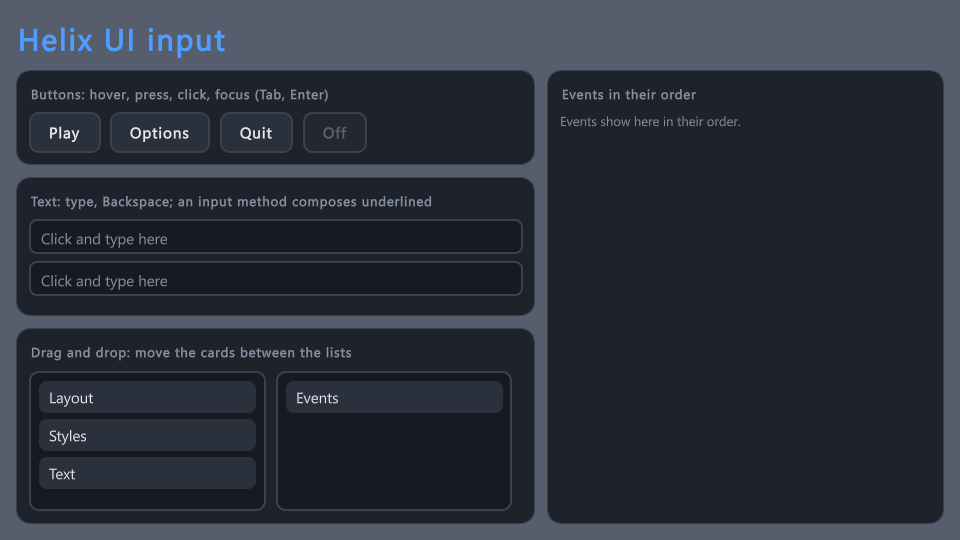 Helix UI input
Buttons: hover, press, click, focus (Tab, Enter)
Play
Options
Quit
Off
Text: type, Backspace; an input method composes underlined
Click and type here
Click and type here
Drag and drop: move the cards between the lists
Layout
Styles
Text
Events
Events in their order
Events show here in their order.